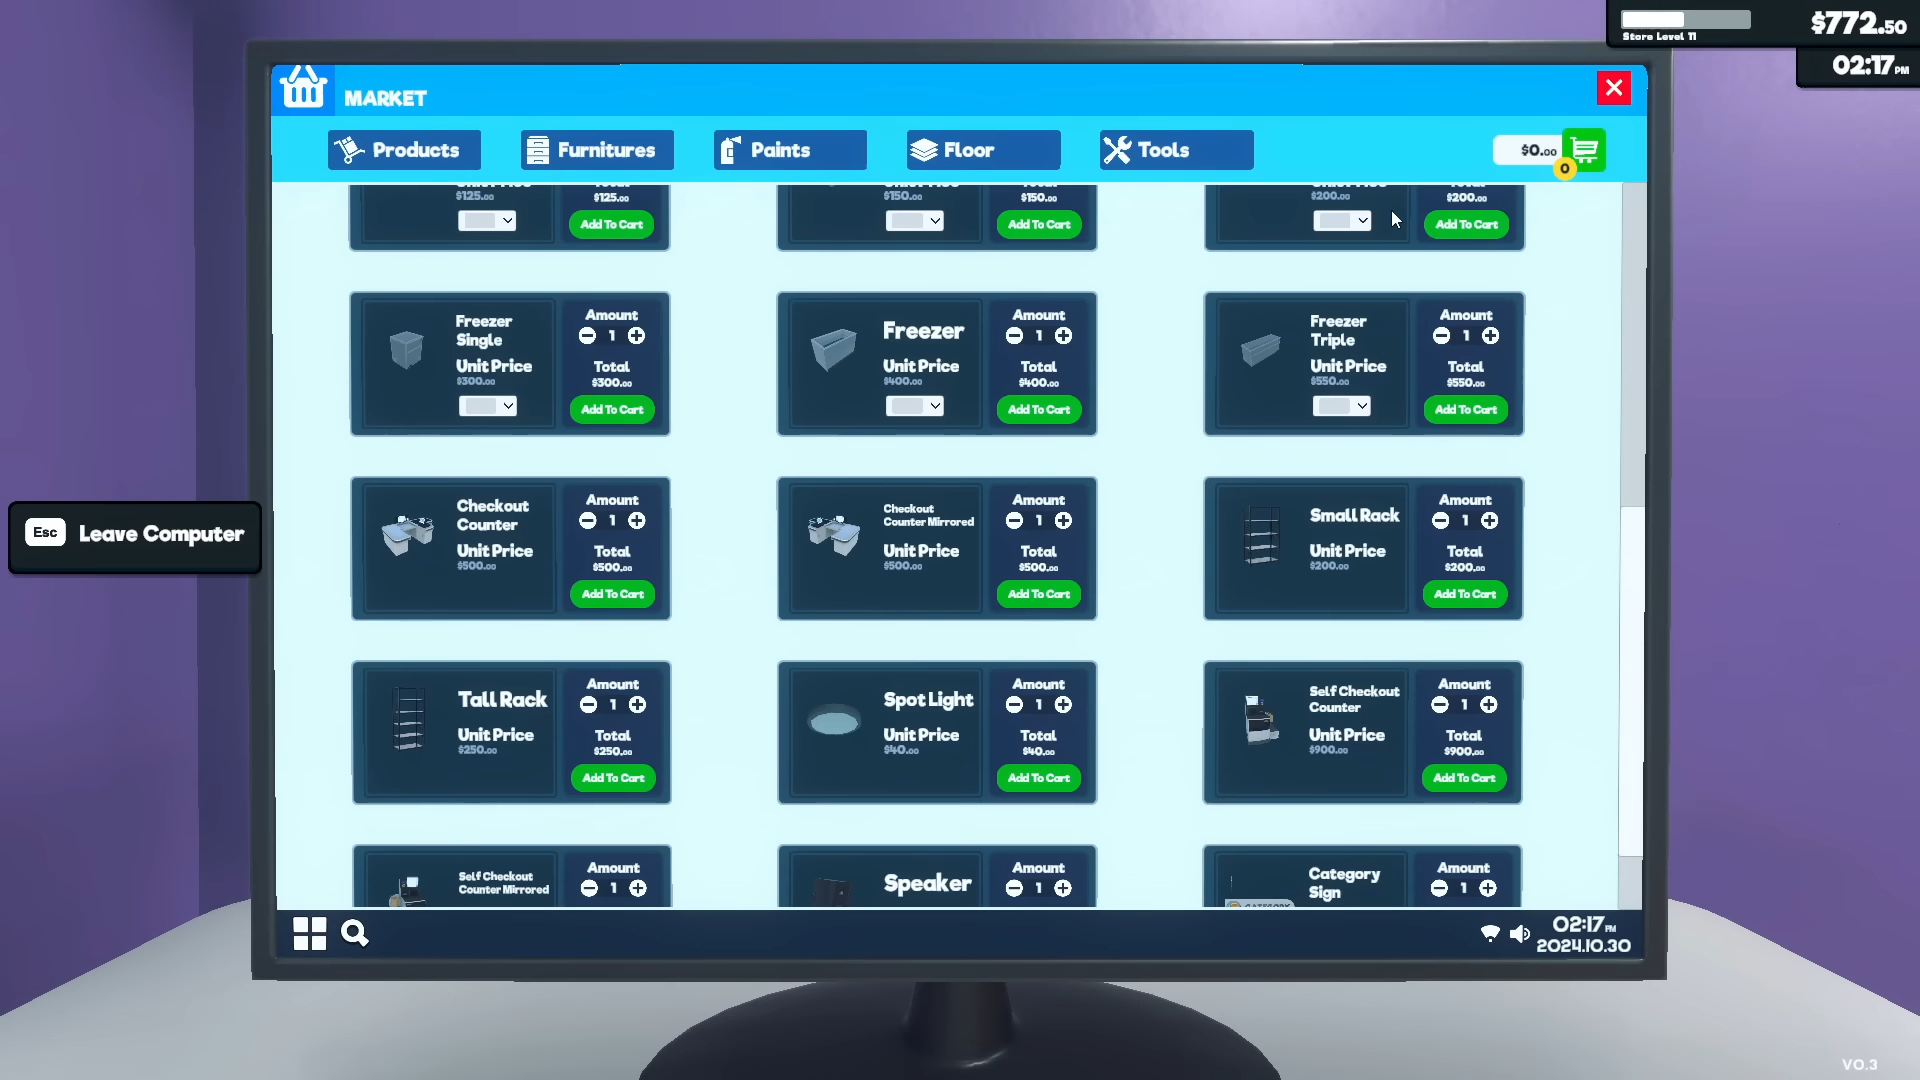 $772.50
Store Level 11
02:17 PM
MARKET
Products
Furnitures
Paints
Floor
Tools
$0.00
0
$125.00
$125.00
Add To Cart
$150.00
$150.00
Add To Cart
$200.00
$200.00
Add To Cart
Freezer
Single
Unit Price
$300.00
Amount
1
Total
$300.00
Add To Cart
Freezer
Unit Price
$400.00
Amount
1
Total
$400.00
Add To Cart
Freezer
Triple
Unit Price
$550.00
Amount
1
Total
$550.00
Add To Cart
Esc Leave Computer
Checkout
Counter
Unit Price
$500.00
Amount
1
Total
$500.00
Add To Cart
Checkout
Counter Mirrored
Unit Price
$500.00
Amount
1
Total
$500.00
Add To Cart
Small Rack
Unit Price
$200.00
Amount
1
Total
$200.00
Add To Cart
Tall Rack
Unit Price
$250.00
Amount
1
Total
$250.00
Add To Cart
Spot Light
Unit Price
$40.00
Amount
1
Total
$40.00
Add To Cart
Self Checkout
Counter
Unit Price
$900.00
Amount
1
Total
$900.00
Add To Cart
Self Checkout
Counter Mirrored
Amount
1
Speaker
Amount
1
Category
Sign
Amount
1
02:17 PM
2024.10.30
V0.3